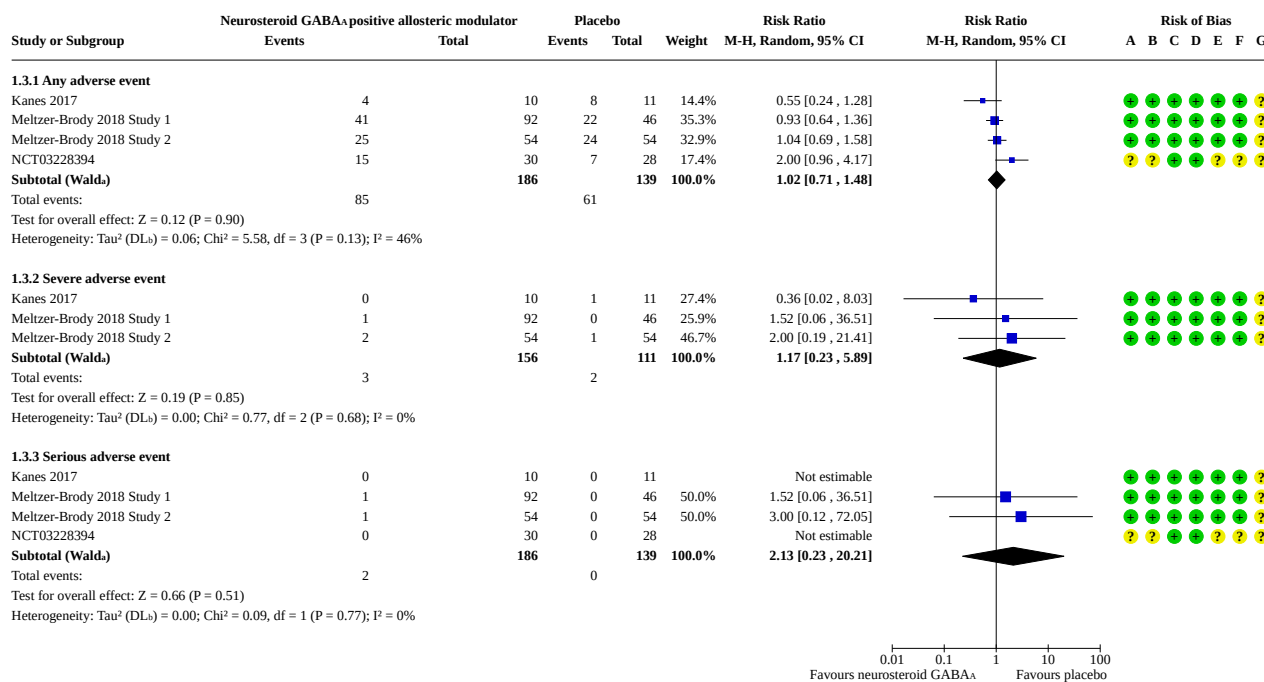 Neurosteroid GABAA positive allosteric modulator Placebo Risk Ratio Risk Ratio Risk of Bias
Study or Subgroup Events Total Events Total Weight M-H, Random, 95% CI M-H, Random, 95% CI A B C D E F G
1.3.1 Any adverse event
Kanes 2017 4 10 8 11 14.4% 0.55 [0.24 , 1.28] + + + + + + ?
Meltzer-Brody 2018 Study 1 41 92 22 46 35.3% 0.93 [0.64 , 1.36] + + + + + + ?
Meltzer-Brody 2018 Study 2 25 54 24 54 32.9% 1.04 [0.69 , 1.58] + + + + + + ?
NCT03228394 15 30 7 28 17.4% 2.00 [0.96 , 4.17] ? ? + + ? ? ?
Subtotal (Walda) 186 139 100.0% 1.02 [0.71 , 1.48]
Total events: 85 61
Test for overall effect: Z = 0.12 (P = 0.90)
Heterogeneity: Tau² (DLb) = 0.06; Chi² = 5.58, df = 3 (P = 0.13); I² = 46%
1.3.2 Severe adverse event
Kanes 2017 0 10 1 11 27.4% 0.36 [0.02 , 8.03] + + + + + + ?
Meltzer-Brody 2018 Study 1 1 92 0 46 25.9% 1.52 [0.06 , 36.51] + + + + + + ?
Meltzer-Brody 2018 Study 2 2 54 1 54 46.7% 2.00 [0.19 , 21.41] + + + + + + ?
Subtotal (Walda) 156 111 100.0% 1.17 [0.23 , 5.89]
Total events: 3 2
Test for overall effect: Z = 0.19 (P = 0.85)
Heterogeneity: Tau² (DLb) = 0.00; Chi² = 0.77, df = 2 (P = 0.68); I² = 0%
1.3.3 Serious adverse event
Kanes 2017 0 10 0 11 Not estimable + + + + + + ?
Meltzer-Brody 2018 Study 1 1 92 0 46 50.0% 1.52 [0.06 , 36.51] + + + + + + ?
Meltzer-Brody 2018 Study 2 1 54 0 54 50.0% 3.00 [0.12 , 72.05] + + + + + + ?
NCT03228394 0 30 0 28 Not estimable ? ? + + ? ? ?
Subtotal (Walda) 186 139 100.0% 2.13 [0.23 , 20.21]
Total events: 2 0
Test for overall effect: Z = 0.66 (P = 0.51)
Heterogeneity: Tau² (DLb) = 0.00; Chi² = 0.09, df = 1 (P = 0.77); I² = 0%
0.01 0.1 1 10 100
Favours neurosteroid GABAA Favours placebo